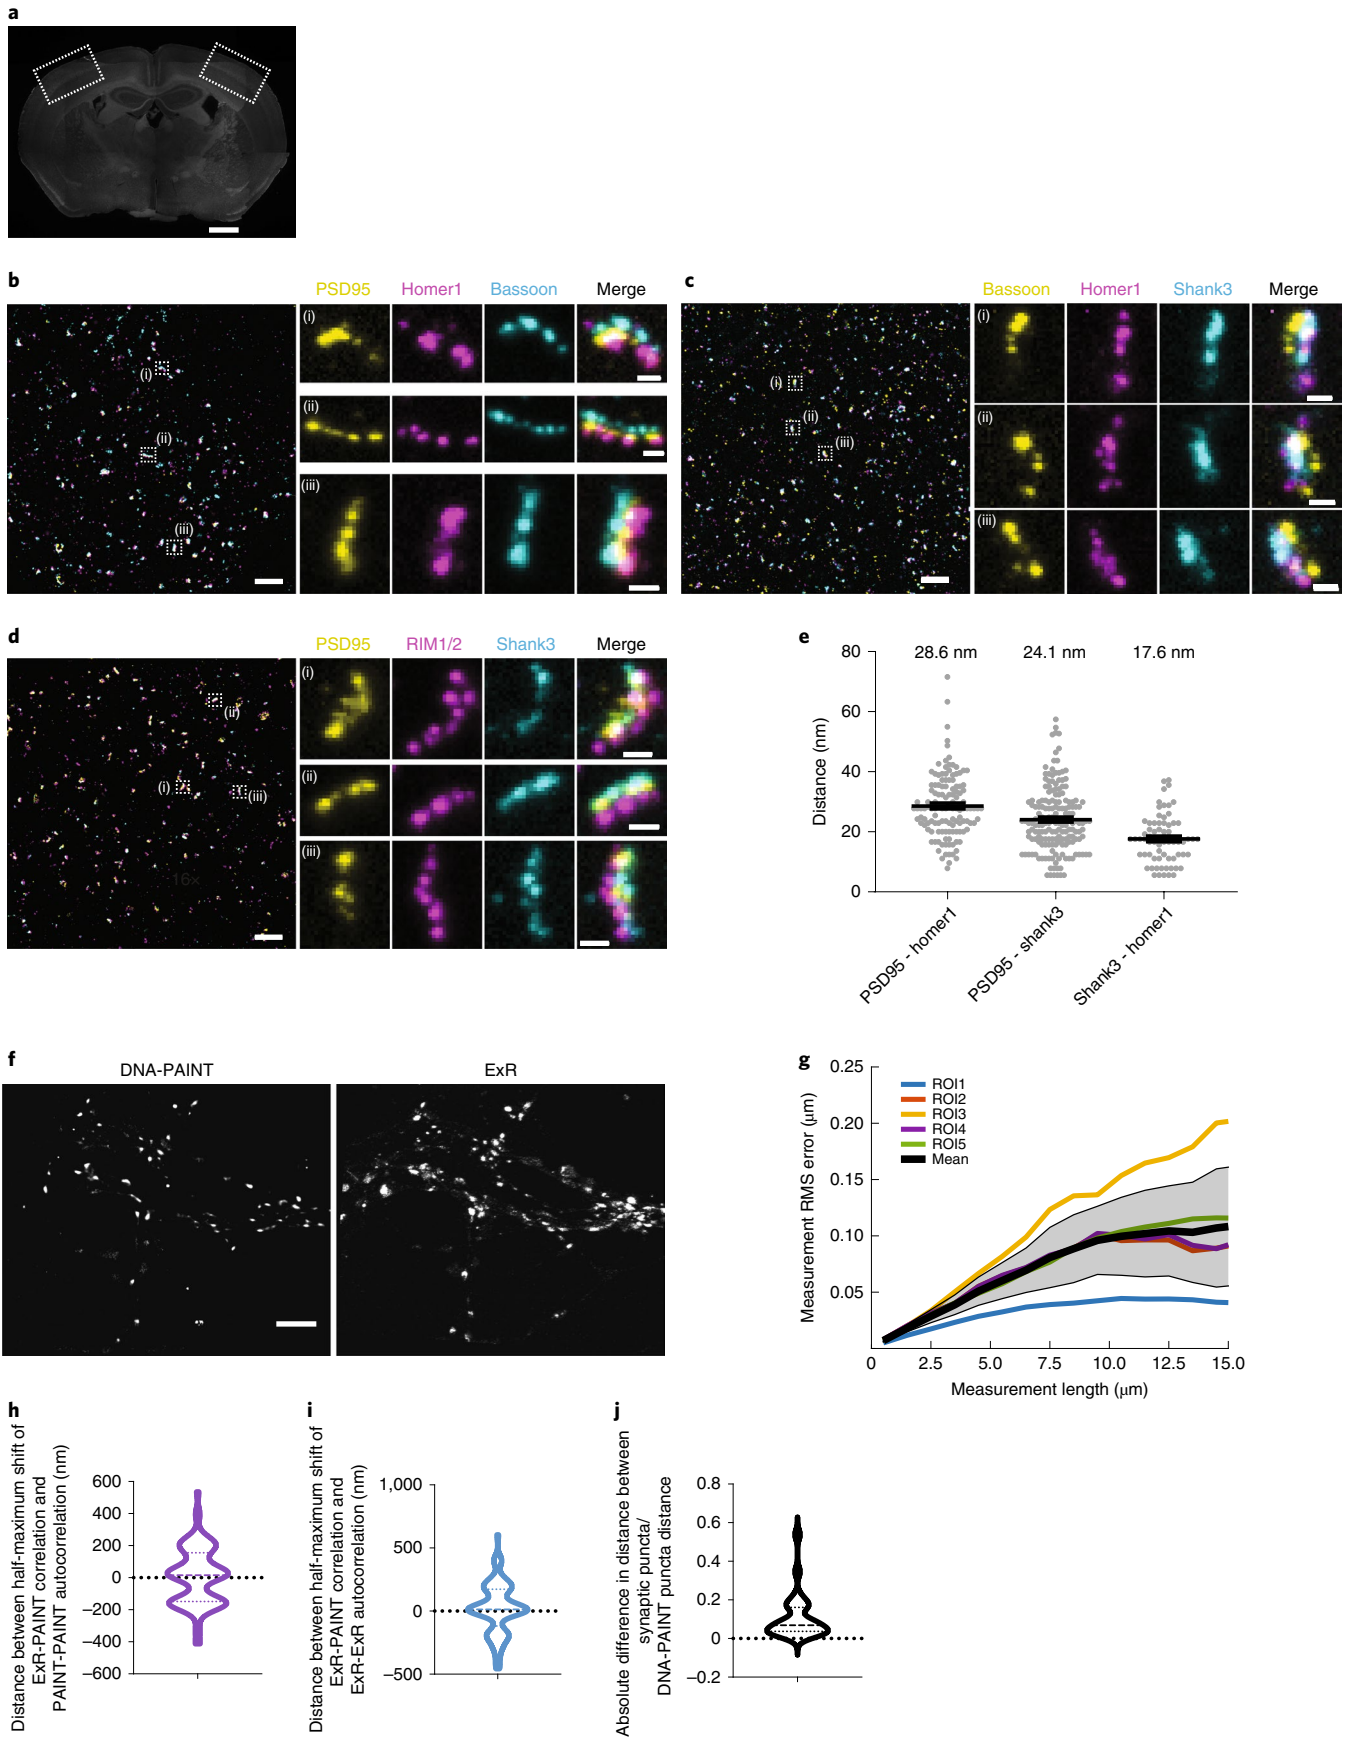 a
b
PSD95 Homer1 Bassoon Merge
(i)
(ii)
(iii)
(i)
(ii)
(iii)
c
Bassoon Homer1 Shank3 Merge
(i)
(ii)
(iii)
(i)
(ii)
(iii)
d
PSD95 RIM1/2 Shank3 Merge
(ii)
(i)
(iii)
16×
(i)
(ii)
(iii)
e
28.6 nm 24.1 nm 17.6 nm
Distance (nm)
80
60
40
20
0
PSD95 - homer1
PSD95 - shank3
Shank3 - homer1
f
DNA-PAINT ExR
g
Measurement RMS error (μm)
0.25
0.20
0.15
0.10
0.05
ROI1
ROI2
ROI3
ROI4
ROI5
Mean
0 2.5 5.0 7.5 10.0 12.5 15.0
Measurement length (μm)
h
Distance between half-maximum shift of
ExR-PAINT correlation and
PAINT-PAINT autocorrelation (nm)
600
400
200
0
–200
–400
–600
i
Distance between half-maximum shift of
ExR-PAINT correlation and
ExR-ExR autocorrelation (nm)
1,000
500
0
–500
j
Absolute difference in distance between
synaptic puncta/
DNA-PAINT puncta distance
0.8
0.6
0.4
0.2
0
–0.2